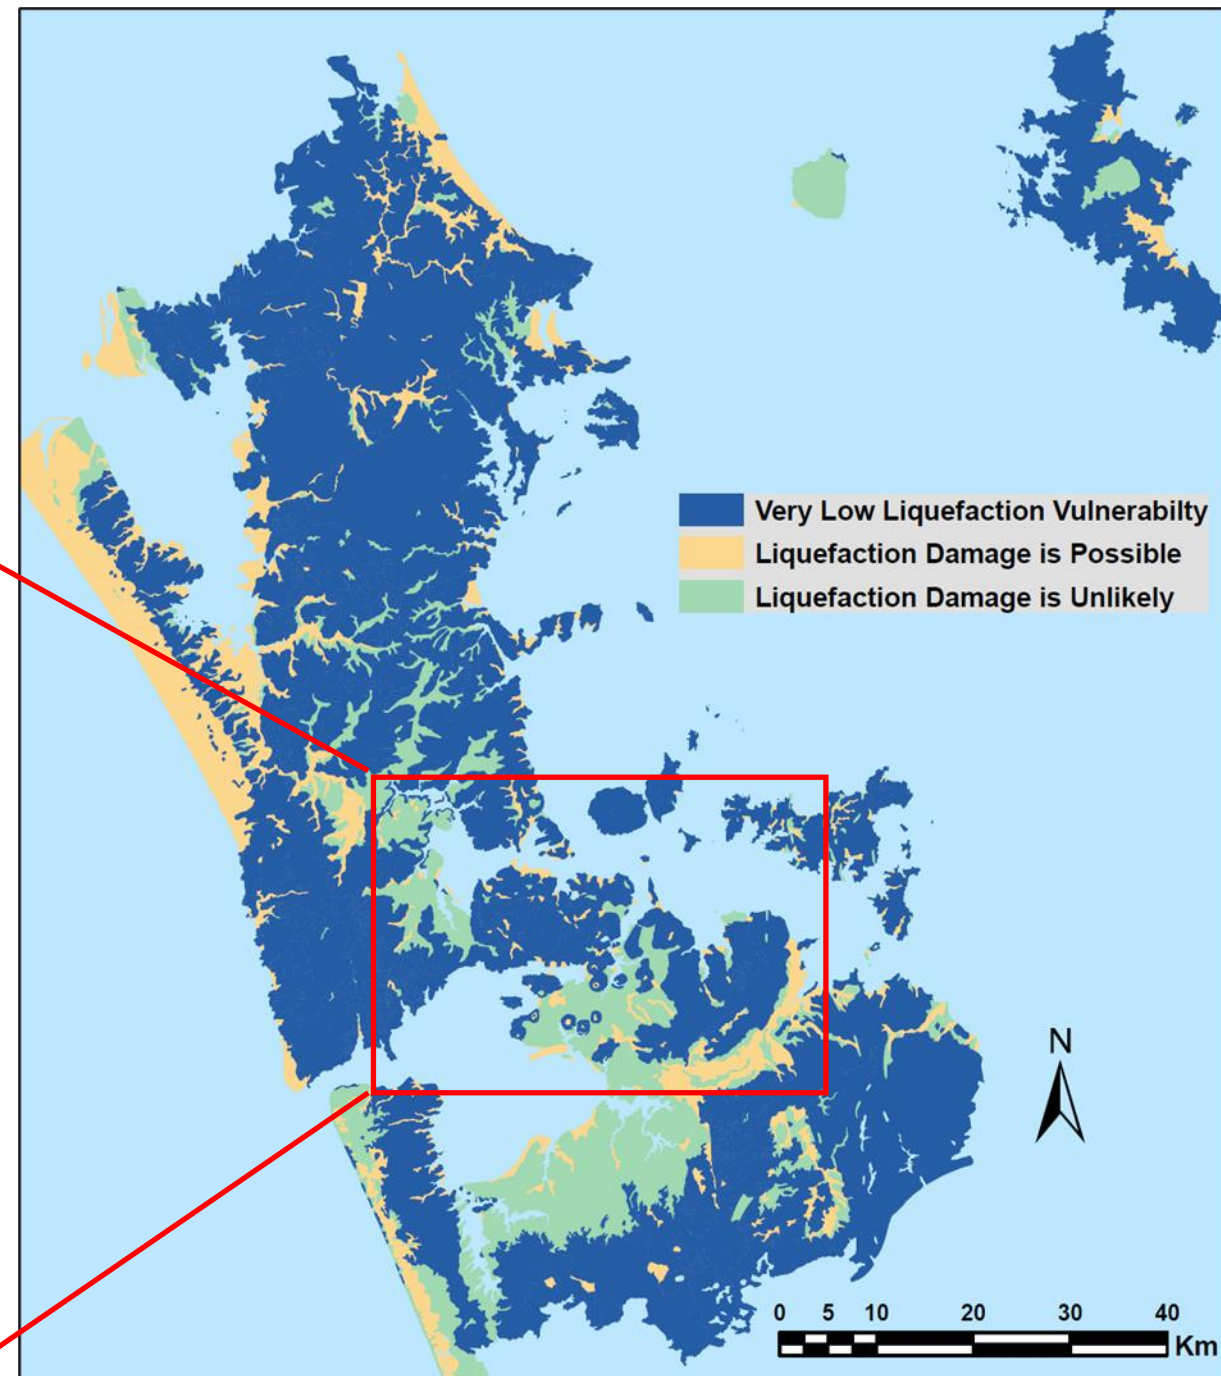 Very Low Liquefaction Vulnerabilty
Liquefaction Damage is Possible
Liquefaction Damage is Unlikely
N
0 5 10 20 30 40
Km